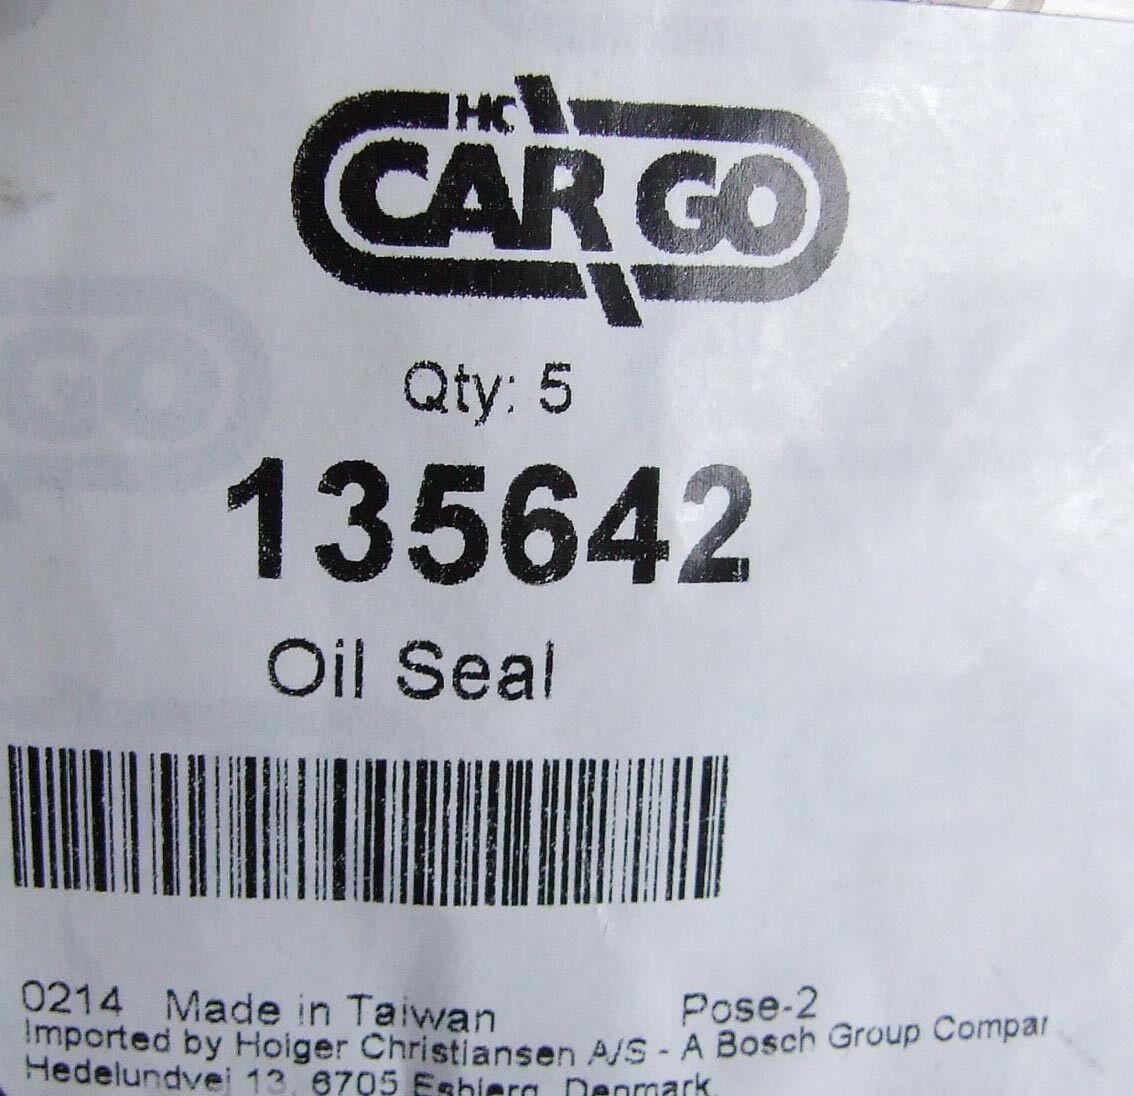 HC
CARGO
Qty: 5
135642
Oil Seal
0214 Made in Taiwan Pose-2
Imported by Holger Christiansen A/S - A Bosch Group Compar
Hedelundvej 13, 6705 Esbjerg, Denmark